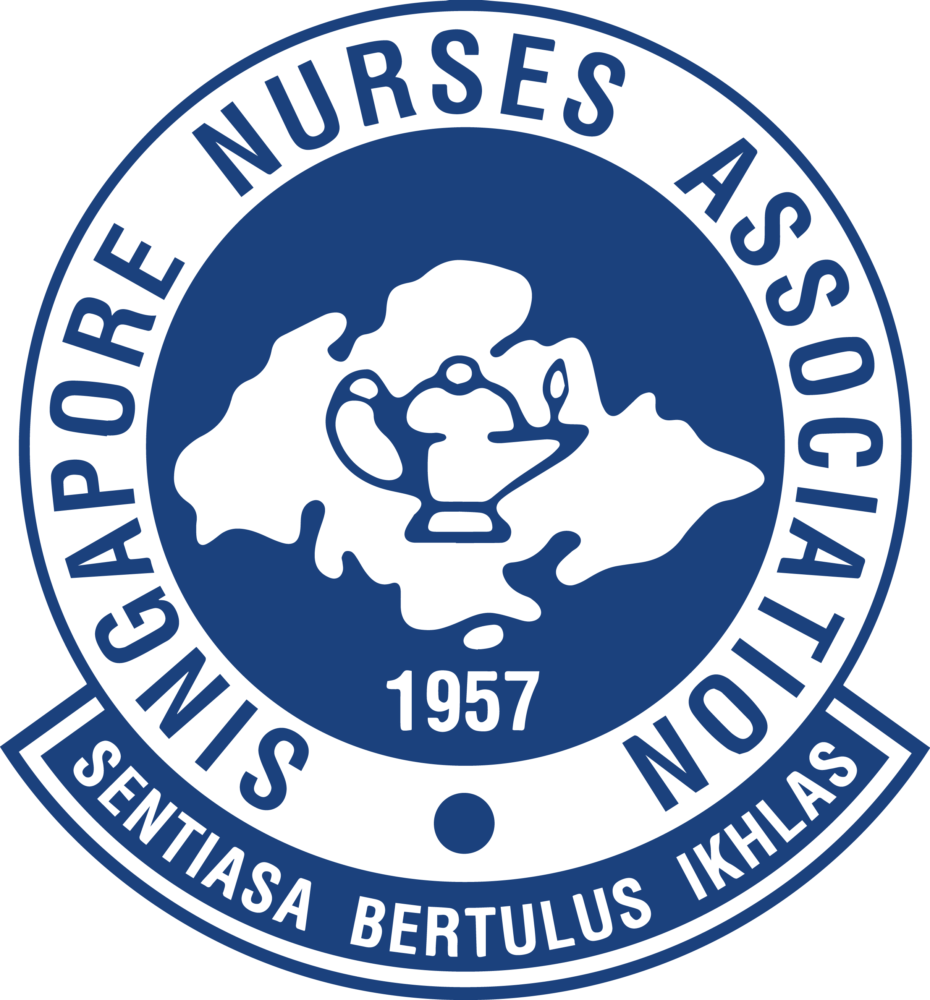 SINGAPORE NURSES ASSOCIATION
1957
SENTIASA BERTULUS IKHLAS